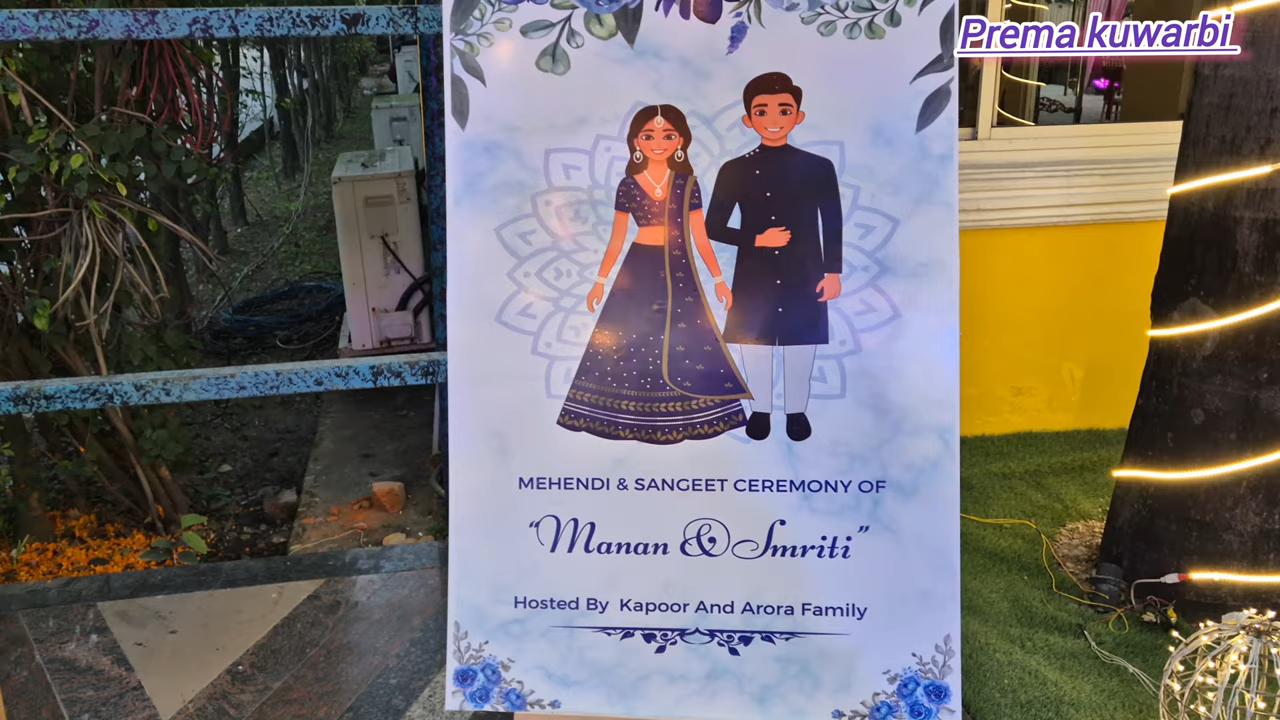 Prema kuwarbi
MEHENDI & SANGEET CEREMONY OF
“Manan & Smriti”
Hosted By Kapoor And Arora Family